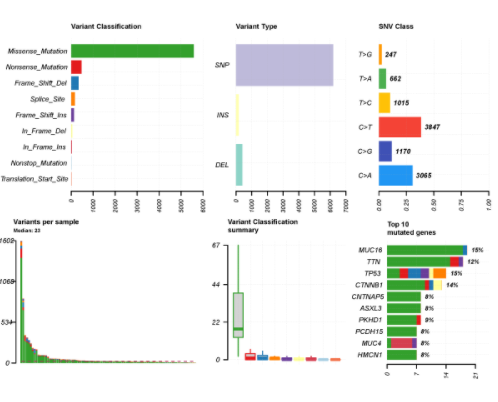 Variant Classification
Missense_Mutation
Nonsense_Mutation
Frame_Shift_Del
Splice_Site
Frame_Shift_Ins
In_Frame_Del
In_Frame_Ins
Nonstop_Mutation
Translation_Start_Site
0
1000
2000
3000
4000
5000
6000
Variant Type
SNP
INS
DEL
0
1000
2000
3000
4000
5000
6000
7000
SNV Class
T>G 247
T>A 662
T>C 1015
C>T 3847
C>G 1170
C>A 3065
0.00
0.25
0.50
0.75
1.00
Variants per sample
Median: 23
1603
1069
534
0
Variant Classification
summary
67
44
22
0
Top 10
mutated genes
MUC16 15%
TTN 12%
TP53 15%
CTNNB1 14%
CNTNAP5 8%
ASXL3 8%
PKHD1 9%
PCDH15 8%
MUC4 8%
HMCN1 8%
0
7
14
21